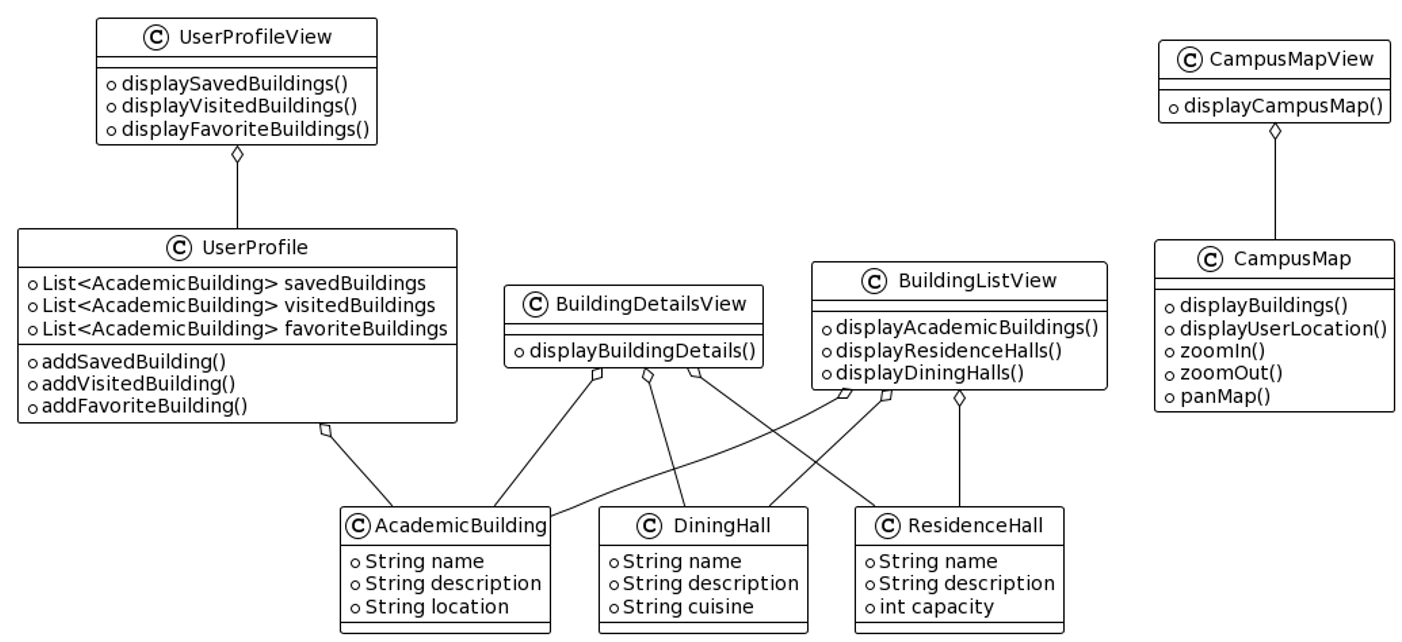 C UserProfileView
displaySavedBuildings()
displayVisitedBuildings()
displayFavoriteBuildings()
C CampusMapView
displayCampusMap()
C UserProfile
List<AcademicBuilding> savedBuildings
List<AcademicBuilding> visitedBuildings
List<AcademicBuilding> favoriteBuildings
addSavedBuilding()
addVisitedBuilding()
addFavoriteBuilding()
C BuildingDetailsView
displayBuildingDetails()
C BuildingListView
displayAcademicBuildings()
displayResidenceHalls()
displayDiningHalls()
C CampusMap
displayBuildings()
displayUserLocation()
zoomIn()
zoomOut()
panMap()
C AcademicBuilding
String name
String description
String location
C DiningHall
String name
String description
String cuisine
C ResidenceHall
String name
String description
int capacity